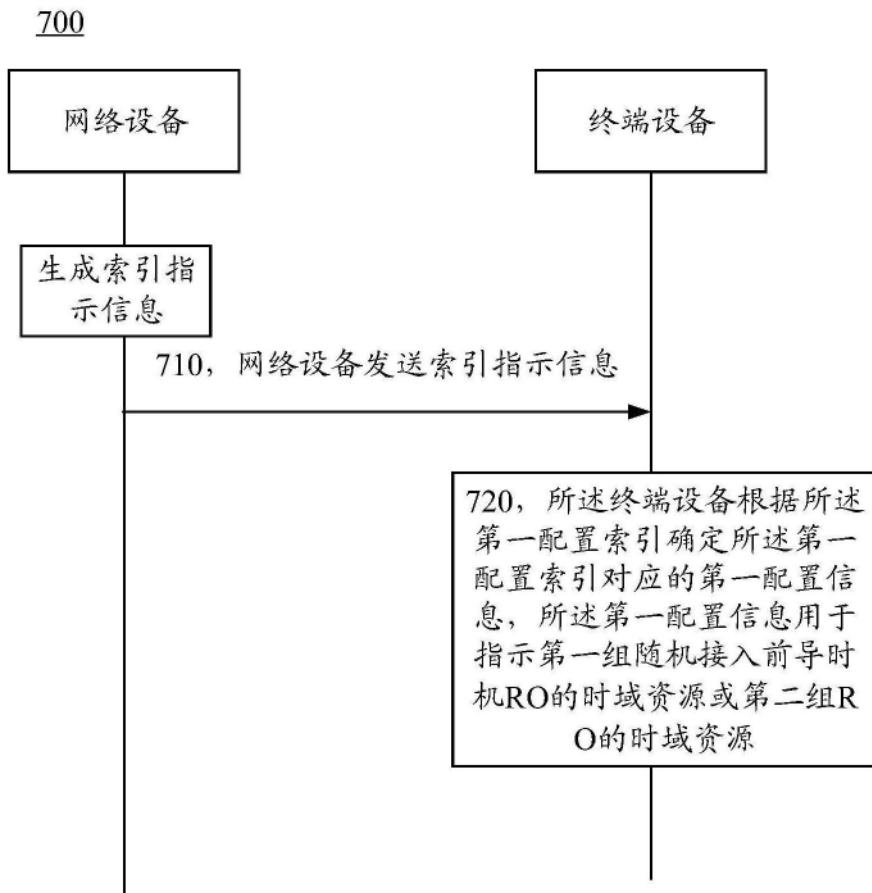 700
网络设备
终端设备
生成索引指
示信息
710，网络设备发送索引指示信息
720，所述终端设备根据所述
第一配置索引确定所述第一
配置索引对应的第一配置信
息，所述第一配置信息用于
指示第一组随机接入前导时
机RO的时域资源或第二组R
O的时域资源